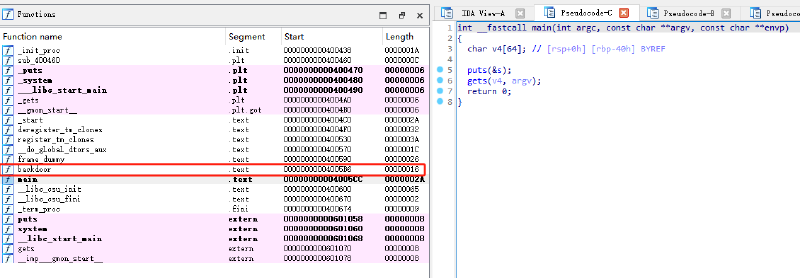 Functions
Function name Segment Start Length
_init_proc .init 0000000000400438 0000001A
sub_400460 .plt 0000000000400460 0000000C
_puts .plt 0000000000400470 00000006
_system .plt 0000000000400480 00000006
___libc_start_main .plt 0000000000400490 00000006
_gets .plt 00000000004004A0 00000006
__gmon_start__ .plt.got 00000000004004B0 00000006
_start .text 00000000004004C0 0000002A
deregister_tm_clones .text 00000000004004F0 00000032
register_tm_clones .text 0000000000400530 0000003A
__do_global_dtors_aux .text 0000000000400570 0000001C
frame_dummy .text 0000000000400590 00000026
backdoor .text 00000000004005B6 00000016
main .text 00000000004005CC 0000002A
__libc_csu_init .text 0000000000400600 00000065
__libc_csu_fini .text 0000000000400670 00000002
_term_proc .fini 0000000000400674 00000009
puts extern 0000000000601058 00000008
system extern 0000000000601060 00000008
__libc_start_main extern 0000000000601068 00000008
gets extern 0000000000601070 00000008
__imp___gmon_start__ extern 0000000000601078 00000008
IDA View-A Pseudocode-C Pseudocode-B Pseudocode-A
int __fastcall main(int argc, const char **argv, const char **envp)
2 {
3 char v4[64]; // [rsp+0h] [rbp-40h] BYREF
4
5 puts(&s);
6 gets(v4, argv);
7 return 0;
8 }